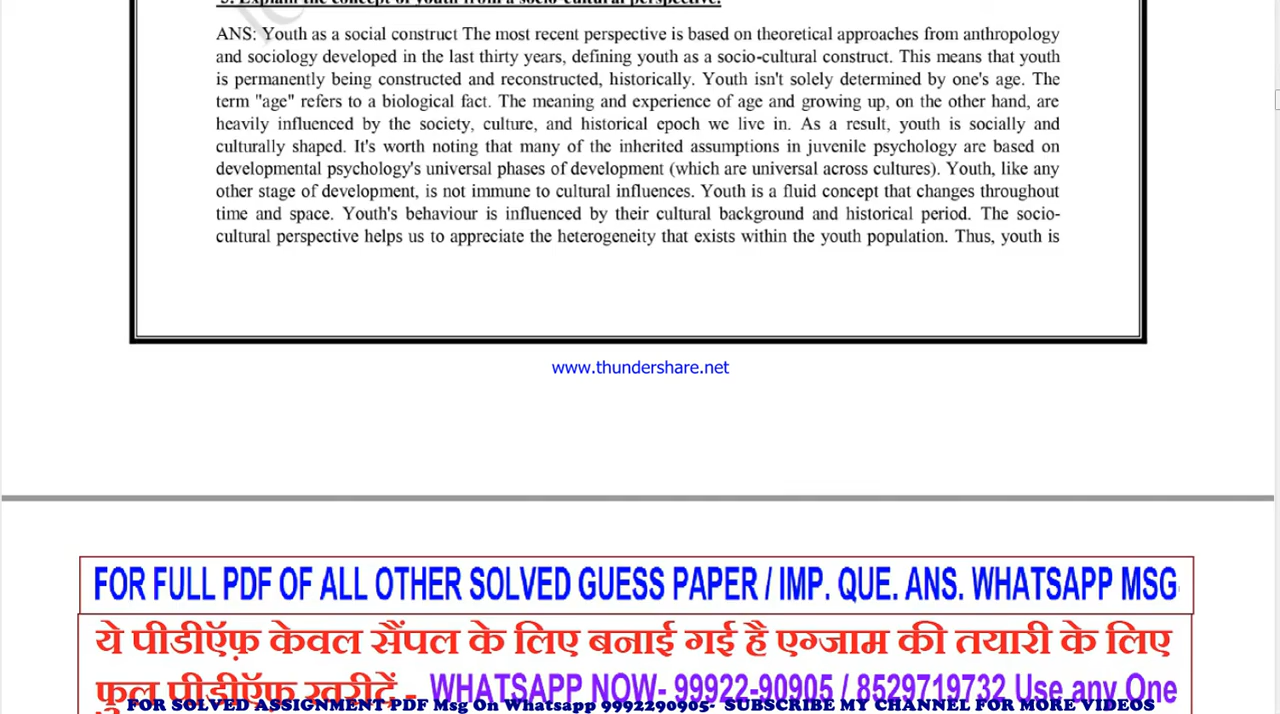 3. Explain the concept of youth from a socio-cultural perspective.
ANS: Youth as a social construct The most recent perspective is based on theoretical approaches from anthropology
and sociology developed in the last thirty years, defining youth as a socio-cultural construct. This means that youth
is permanently being constructed and reconstructed, historically. Youth isn't solely determined by one's age. The
term "age" refers to a biological fact. The meaning and experience of age and growing up, on the other hand, are
heavily influenced by the society, culture, and historical epoch we live in. As a result, youth is socially and
culturally shaped. It's worth noting that many of the inherited assumptions in juvenile psychology are based on
developmental psychology's universal phases of development (which are universal across cultures). Youth, like any
other stage of development, is not immune to cultural influences. Youth is a fluid concept that changes throughout
time and space. Youth's behaviour is influenced by their cultural background and historical period. The socio-
cultural perspective helps us to appreciate the heterogeneity that exists within the youth population. Thus, youth is
www.thundershare.net
FOR FULL PDF OF ALL OTHER SOLVED GUESS PAPER / IMP. QUE. ANS. WHATSAPP MSG
ये पीडीऍफ़ केवल सैंपल के लिए बनाई गई है एग्जाम की तयारी के लिए
फुल पीडीऍफ़ खरीदें - WHATSAPP NOW- 99922-90905 / 8529719732 Use any One
FOR SOLVED ASSIGNMENT PDF Msg On Whatsapp 9992290905- SUBSCRIBE MY CHANNEL FOR MORE VIDEOS